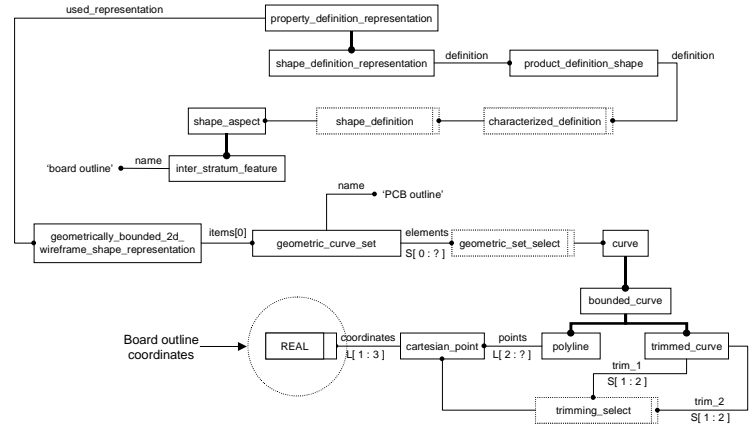 used_representation
property_definition_representation
shape_definition_representation
definition
product_definition_shape
definition
shape_aspect
shape_definition
characterized_definition
'board outline'
name
inter_stratum_feature
name
'PCB outline'
geometrically_bounded_2d_
wireframe_shape_representation
items[0]
geometric_curve_set
elements
S[ 0 : ? ]
geometric_set_select
curve
bounded_curve
Board outline
coordinates
REAL
coordinates
L[ 1 : 3 ]
cartesian_point
points
L[ 2 : ? ]
polyline
trimmed_curve
trim_1
S[ 1 : 2 ]
trimming_select
trim_2
S[ 1 : 2 ]